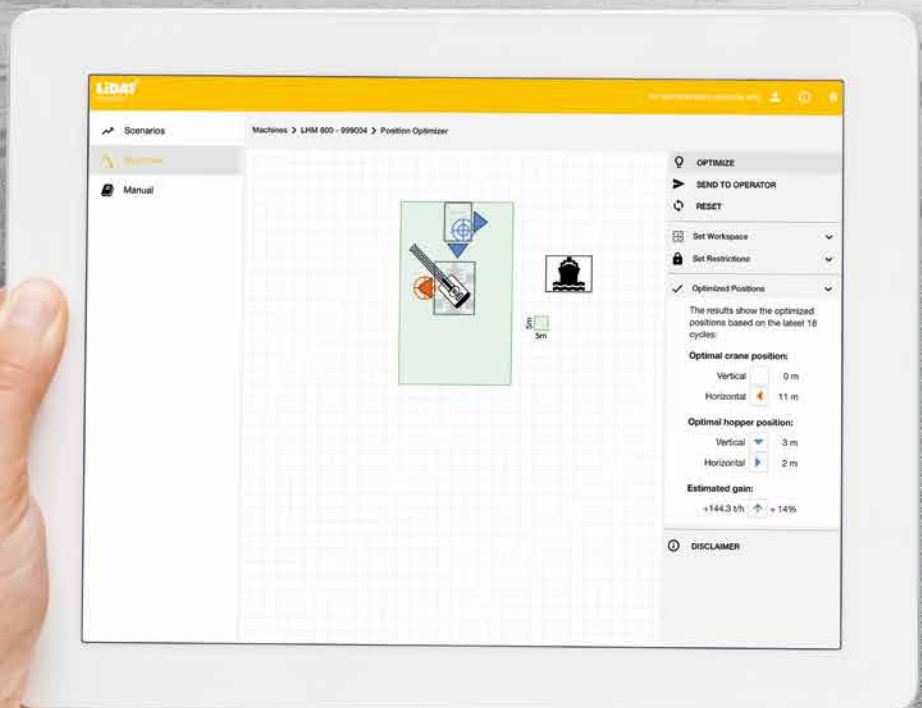 LiDAT
Scenarios
Manual
Machines > LHM 600 - 999004 > Position Optimizer
5m
5m
OPTIMIZE
SEND TO OPERATOR
RESET
Set Workspace
Set Restrictions
Optimized Positions
The results show the optimized
positions based on the latest 18
cycles:
Optimal crane position:
Vertical 0 m
Horizontal 11 m
Optimal hopper position:
Vertical 3 m
Horizontal 2 m
Estimated gain:
+144.3 t/h + 14%
DISCLAIMER